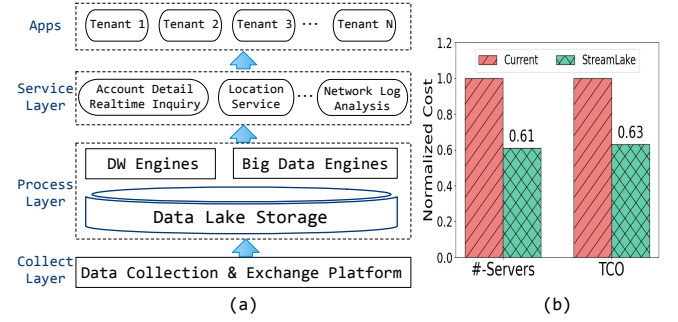 Apps
Tenant 1
Tenant 2
Tenant 3
...
Tenant N
Service
Layer
Account Detail
Realtime Inquiry
Location
Service
...
Network Log
Analysis
Process
Layer
DW Engines
Big Data Engines
Data Lake Storage
Collect
Layer
Data Collection & Exchange Platform
(a)
Current
StreamLake
Normalized Cost
1.2
1.0
0.8
0.6
0.4
0.2
0.0
0.61
0.63
#-Servers
TCO
(b)